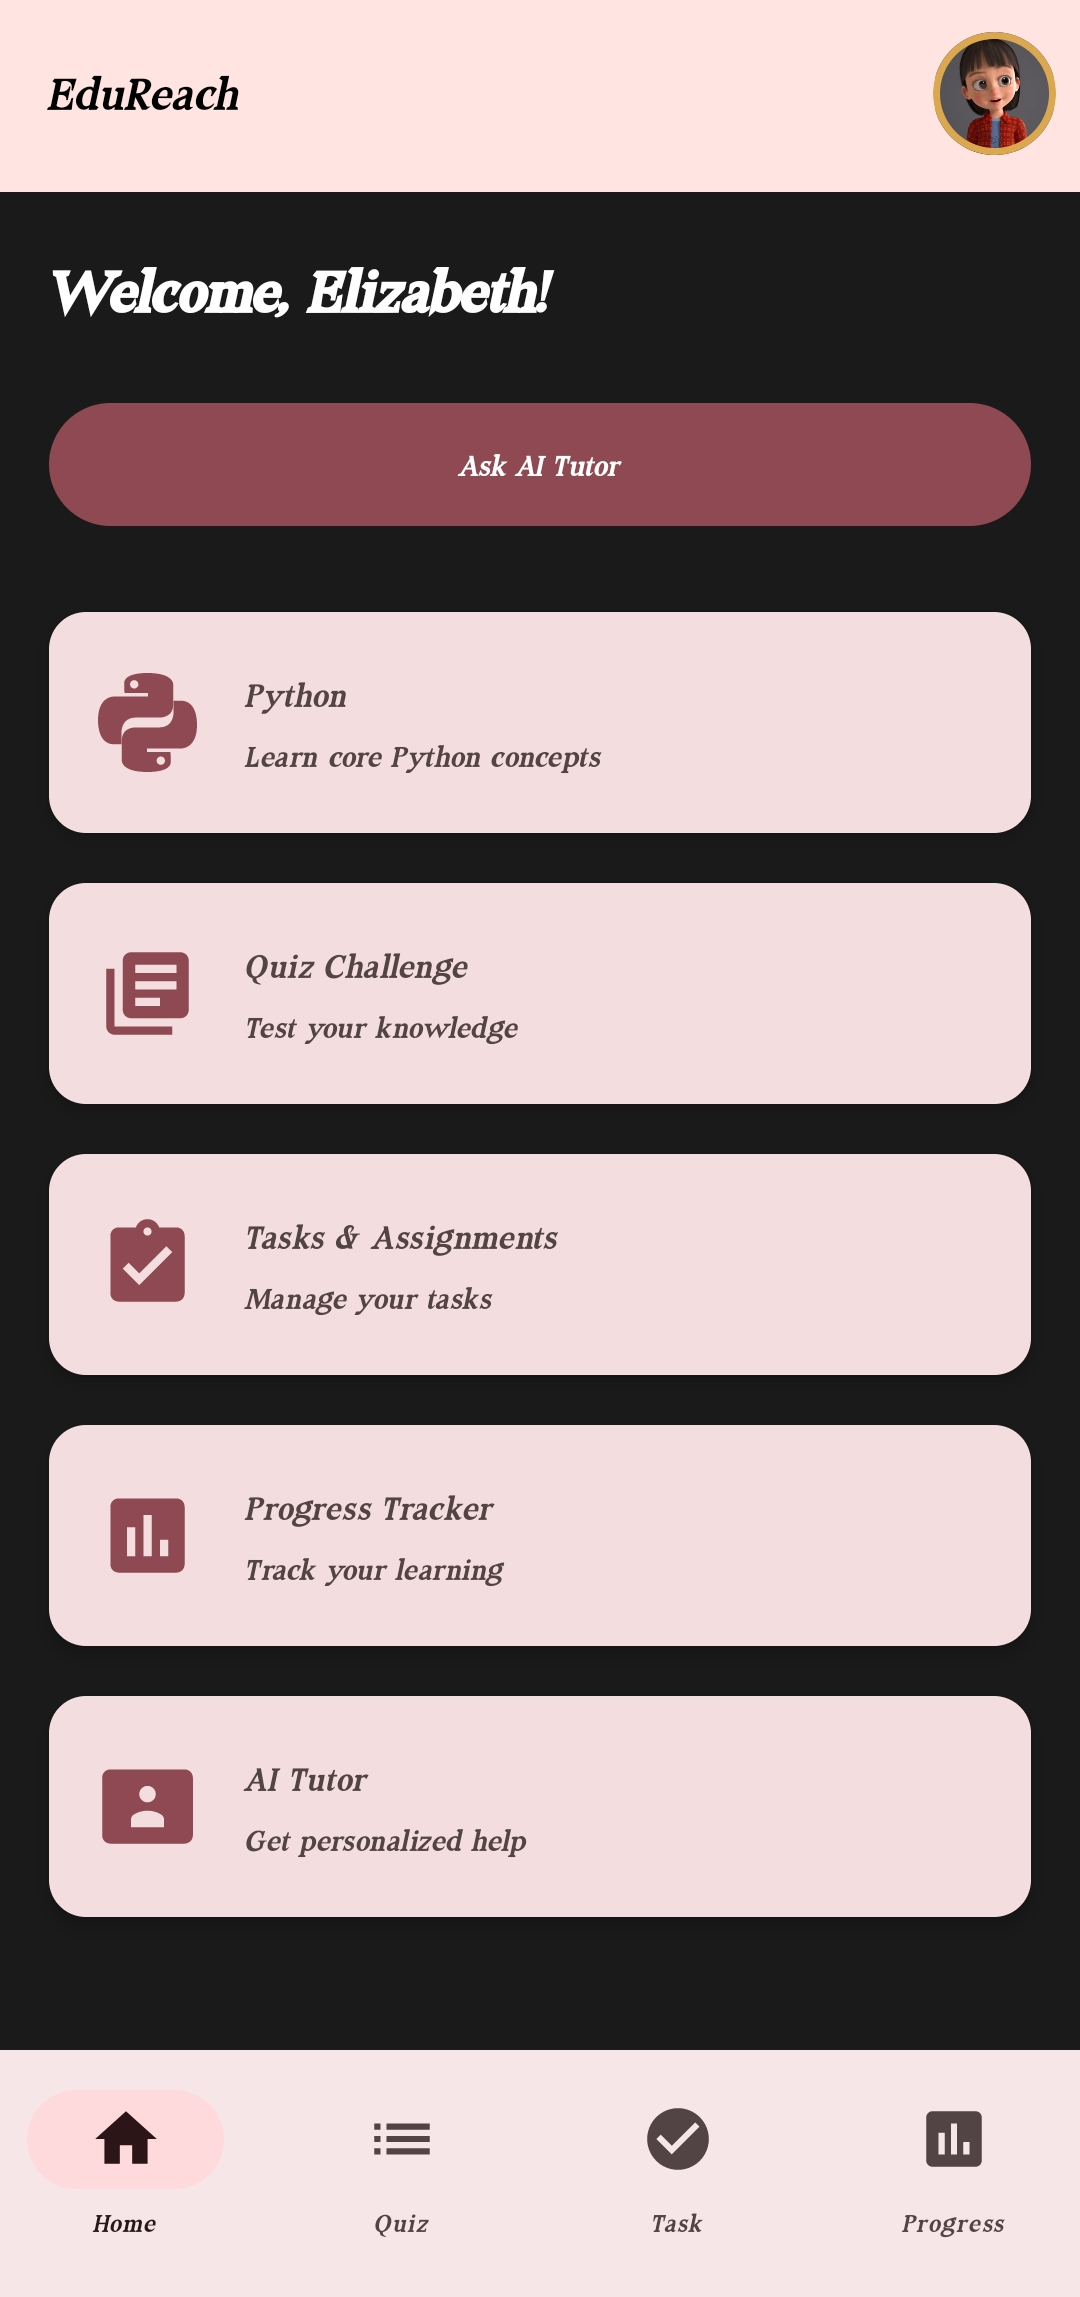 EduReach
Welcome, Elizabeth!
Ask AI Tutor
Python
Learn core Python concepts
Quiz Challenge
Test your knowledge
Tasks & Assignments
Manage your tasks
Progress Tracker
Track your learning
AI Tutor
Get personalized help
Home
Quiz
Task
Progress